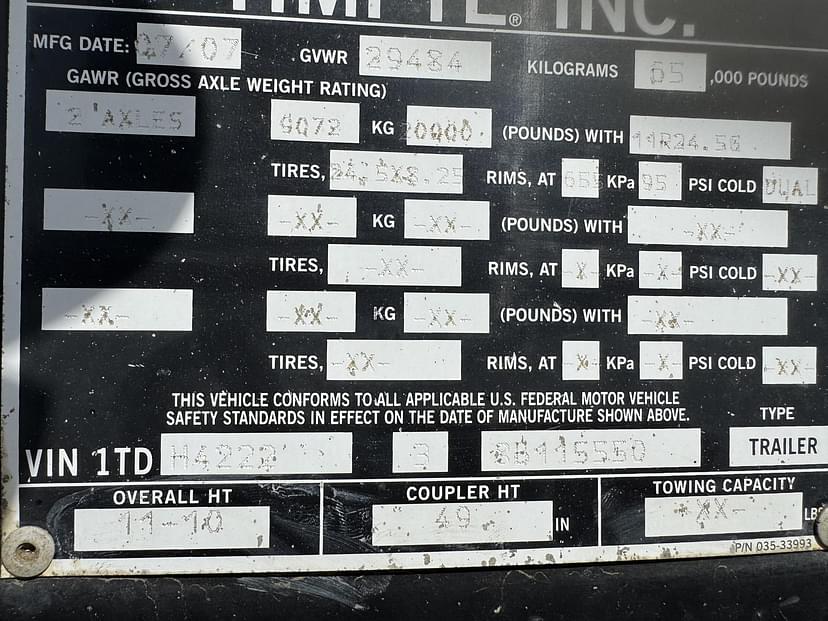 TIMPTE® INC.
MFG DATE: 07/07 GVWR 29484 KILOGRAMS 65 ,000 POUNDS
GAWR (GROSS AXLE WEIGHT RATING)
2 AXLES 9072 KG 20000 (POUNDS) WITH 11R24.5G
TIRES, 24.5X8.25 RIMS, AT 655 KPa 95 PSI COLD DUAL
-XX- -XX- KG -XX- (POUNDS) WITH -XX-
TIRES, -XX- RIMS, AT -X- KPa -X- PSI COLD -XX-
-XX- -XX- KG -XX- (POUNDS) WITH -XX-
TIRES, -XX- RIMS, AT -X- KPa -X- PSI COLD -XX-
THIS VEHICLE CONFORMS TO ALL APPLICABLE U.S. FEDERAL MOTOR VEHICLE
SAFETY STANDARDS IN EFFECT ON THE DATE OF MANUFACTURE SHOWN ABOVE.
TYPE
VIN 1TD H4222 3 8B115550 TRAILER
OVERALL HT COUPLER HT TOWING CAPACITY
11-10 49 IN -XX- LBS
P/N 035-33993